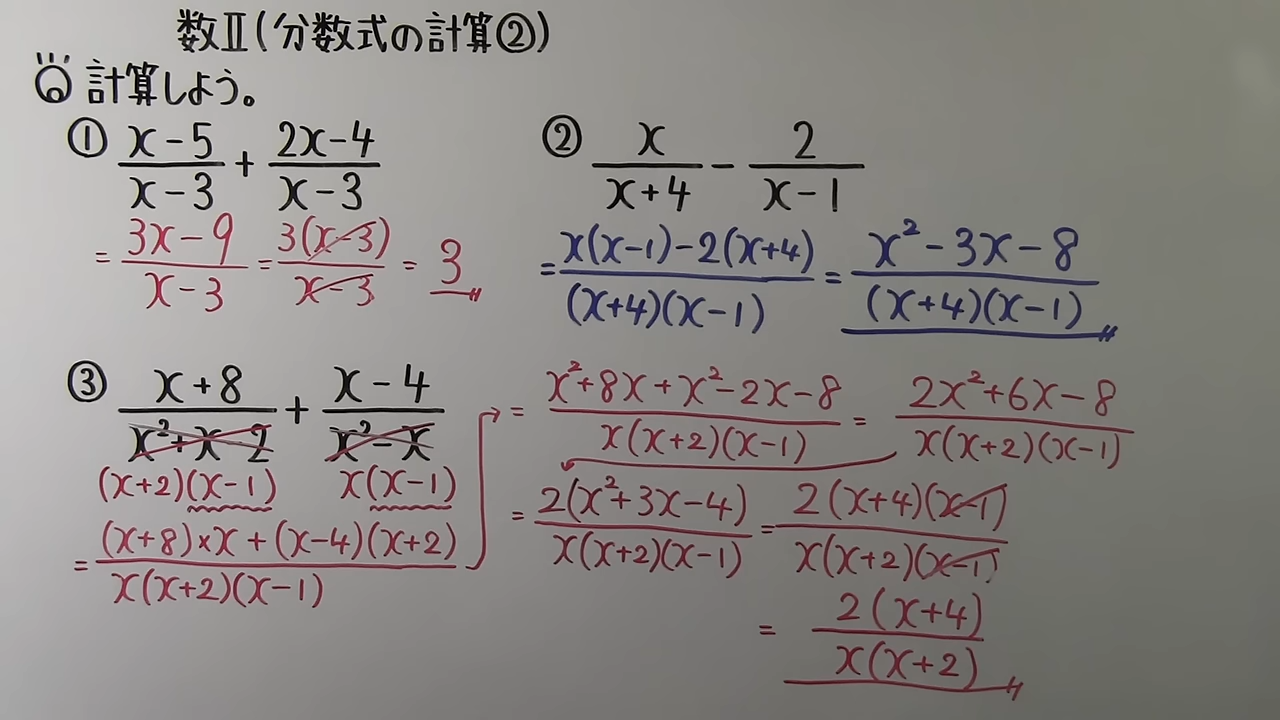 数Ⅱ(分数式の計算②)
Q 計算しよう。
① (x-5)/(x-3) + (2x-4)/(x-3)
= (3x-9)/(x-3) = 3(x-3)/(x-3) = 3
② x/(x+4) - 2/(x-1)
= (x(x-1)-2(x+4))/((x+4)(x-1)) = (x²-3x-8)/((x+4)(x-1))
③ (x+8)/(x²+x-2) + (x-4)/(x²-x)
(x+2)(x-1) x(x-1)
= ((x+8)×x+(x-4)(x+2))/(x(x+2)(x-1))
= (x²+8x+x²-2x-8)/(x(x+2)(x-1)) = (2x²+6x-8)/(x(x+2)(x-1))
= 2(x²+3x-4)/(x(x+2)(x-1)) = 2(x+4)(x-1)/(x(x+2)(x-1))
= 2(x+4)/(x(x+2))